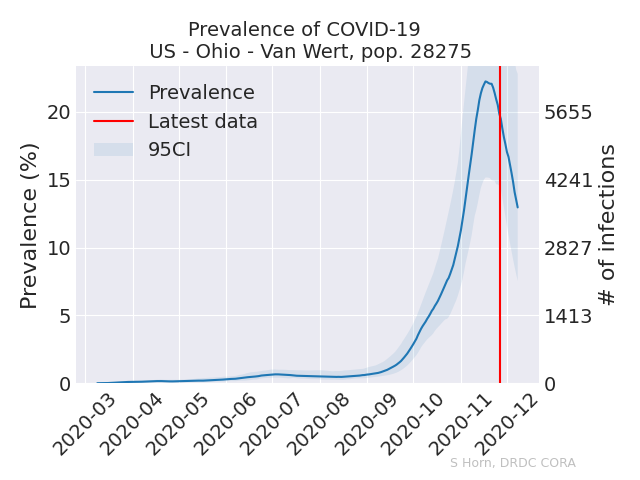 Prevalence of COVID-19
US - Ohio - Van Wert, pop. 28275
Prevalence
Latest data
95CI
Prevalence (%)
20
15
10
5
0
5655
4241
2827
1413
0
# of infections
2020-03
2020-04
2020-05
2020-06
2020-07
2020-08
2020-09
2020-10
2020-11
2020-12
S Horn, DRDC CORA